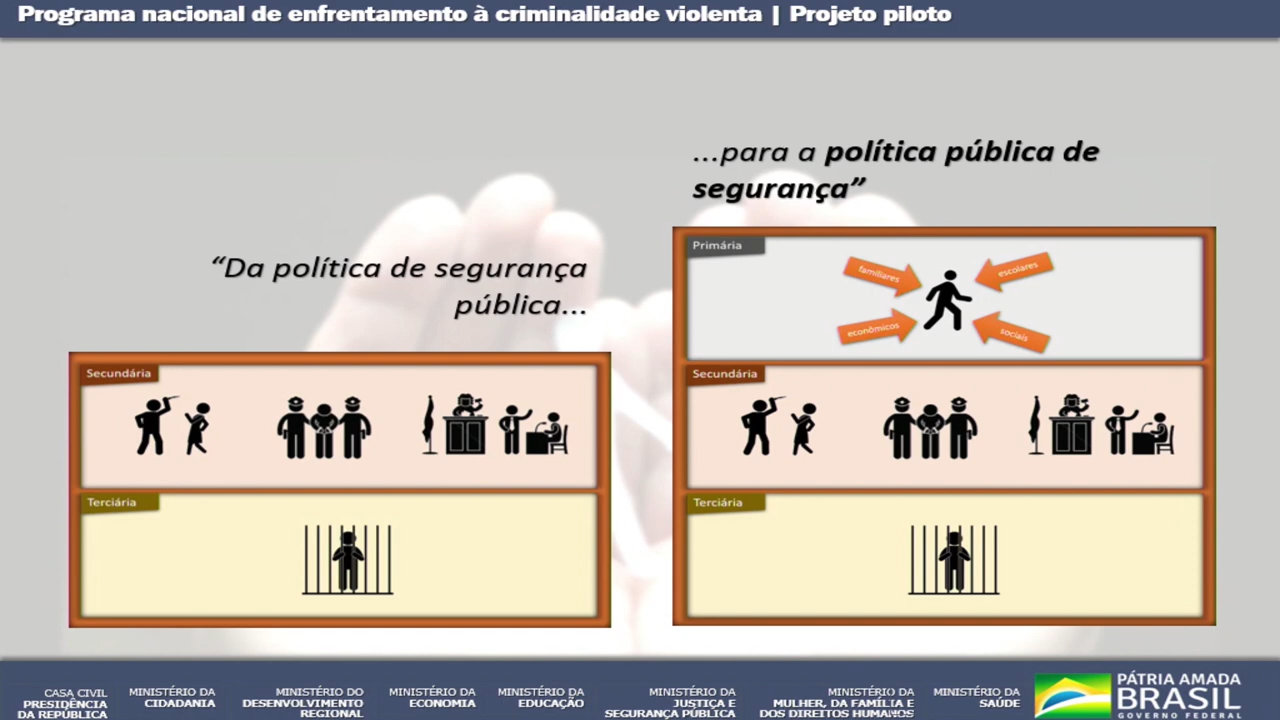 Programa nacional de enfrentamento à criminalidade violenta | Projeto piloto
...para a política pública de
segurança”
“Da política de segurança
pública...
Primária
familiares
escolares
econômicos
sociais
Secundária
Terciária
Secundária
Terciária
CASA CIVIL
PRESIDÊNCIA
DA REPÚBLICA
MINISTÉRIO DA
CIDADANIA
MINISTÉRIO DO
DESENVOLVIMENTO
REGIONAL
MINISTÉRIO DA
ECONOMIA
MINISTÉRIO DA
EDUCAÇÃO
MINISTÉRIO DA
JUSTIÇA E
SEGURANÇA PÚBLICA
MINISTÉRIO DA
MULHER, DA FAMÍLIA E
DOS DIREITOS HUMANOS
MINISTÉRIO DA
SAÚDE
PÁTRIA AMADA
BRASIL
GOVERNO FEDERAL